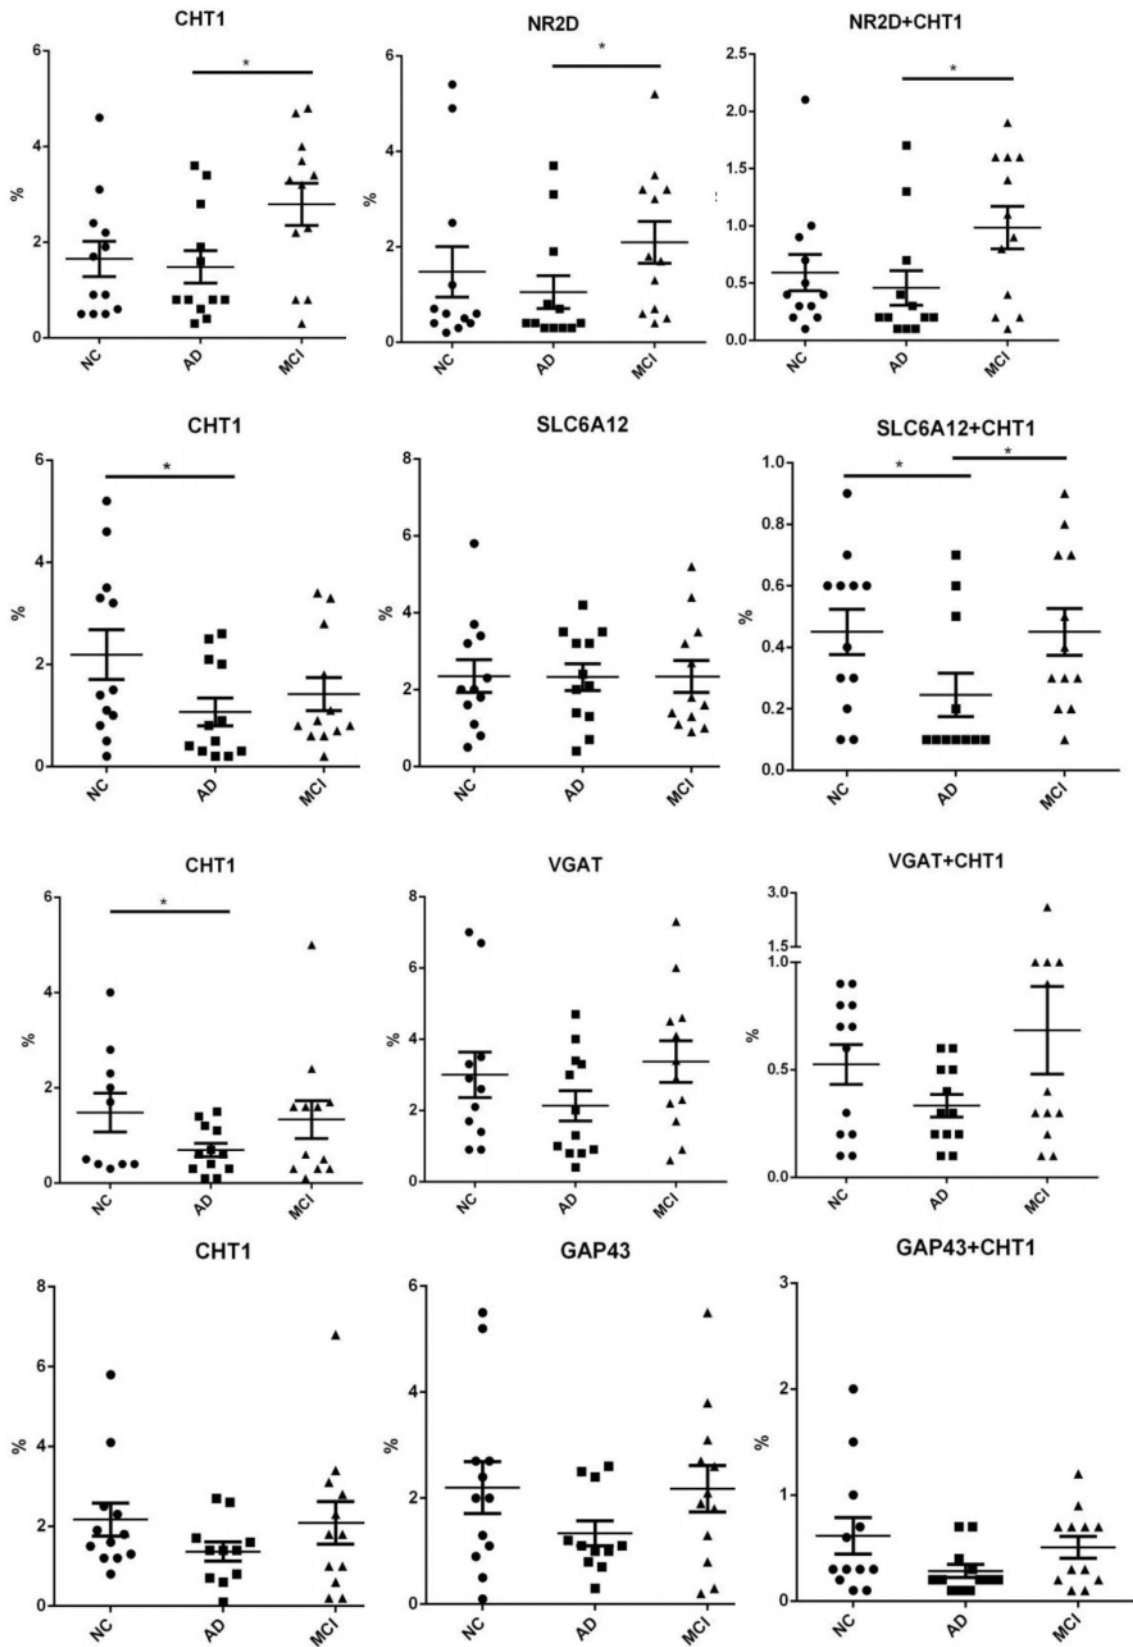 CHT1
NR2D
NR2D+CHT1
6
4
2
0
%
*
NC
AD
MCI
6
4
2
0
%
*
NC
AD
MCI
2.5
2.0
1.5
1.0
0.5
0.0
*
NC
AD
MCI
CHT1
SLC6A12
SLC6A12+CHT1
6
4
2
0
%
*
NC
AD
MCI
8
6
4
2
0
%
NC
AD
MCI
1.0
0.8
0.6
0.4
0.2
0.0
%
*
*
NC
AD
MCI
CHT1
VGAT
VGAT+CHT1
6
4
2
0
%
*
NC
AD
MCI
8
6
4
2
0
%
NC
AD
MCI
3.0
1.5
1.0
0.5
0.0
%
NC
AD
MCI
CHT1
GAP43
GAP43+CHT1
8
6
4
2
0
%
NC
AD
MCI
6
4
2
0
%
NC
AD
MCI
3
2
1
0
%
NC
AD
MCI